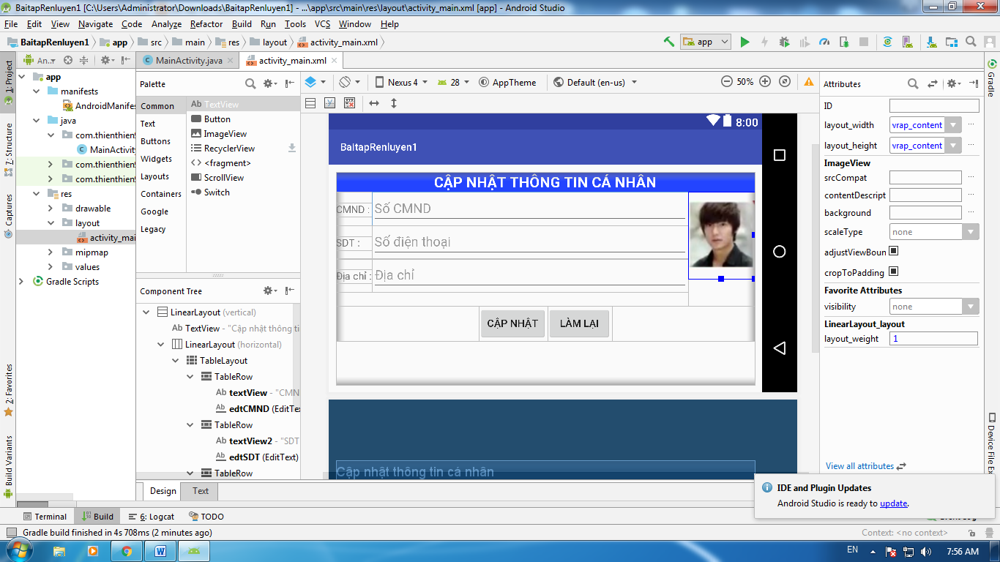 BaitapRenluyen1 [C:\Users\Administrator\Downloads\BaitapRenluyen1] - ...\app\src\main\res\layout\activity_main.xml [app] - Android Studio
File Edit View Navigate Code Analyze Refactor Build Run Tools VCS Window Help
BaitapRenluyen1 app src main res layout activity_main.xml
app
1: Project
7: Structure
Captures
2: Favorites
Build Variants
An...
app
manifests
AndroidManifes
java
com.thienthien
MainActivity
com.thienthien
com.thienthien
res
drawable
layout
activity_mai
mipmap
values
Gradle Scripts
MainActivity.java
activity_main.xml
Palette
Common
Text
Buttons
Widgets
Layouts
Containers
Google
Legacy
Ab TextView
Button
ImageView
RecyclerView
<fragment>
ScrollView
Switch
Component Tree
LinearLayout (vertical)
Ab TextView - "Cập nhật thông ti
LinearLayout (horizontal)
TableLayout
TableRow
Ab textView - "CMN
Ab edtCMND (EditTex
TableRow
Ab textView2 - "SDT
Ab edtSDT (EditText)
TableRow
Design Text
Nexus 4 28 AppTheme Default (en-us) 50%
8:00
BaitapRenluyen1
CẬP NHẬT THÔNG TIN CÁ NHÂN
CMND : Số CMND
SDT : Số điện thoại
Địa chỉ : Địa chỉ
CẬP NHẬT LÀM LẠI
Cập nhật thông tin cá nhân
Attributes
ID
layout_width vrap_content ...
layout_height vrap_content ...
ImageView
srcCompat ...
contentDescript ...
background ...
scaleType none
adjustViewBoun
cropToPadding
Favorite Attributes
visibility none
LinearLayout_layout
layout_weight 1
View all attributes
Gradle
Device File Ex
IDE and Plugin Updates
Android Studio is ready to update.
Terminal Build 6: Logcat TODO
Gradle build finished in 4s 708ms (2 minutes ago)
Context: <no context>
EN 7:56 AM